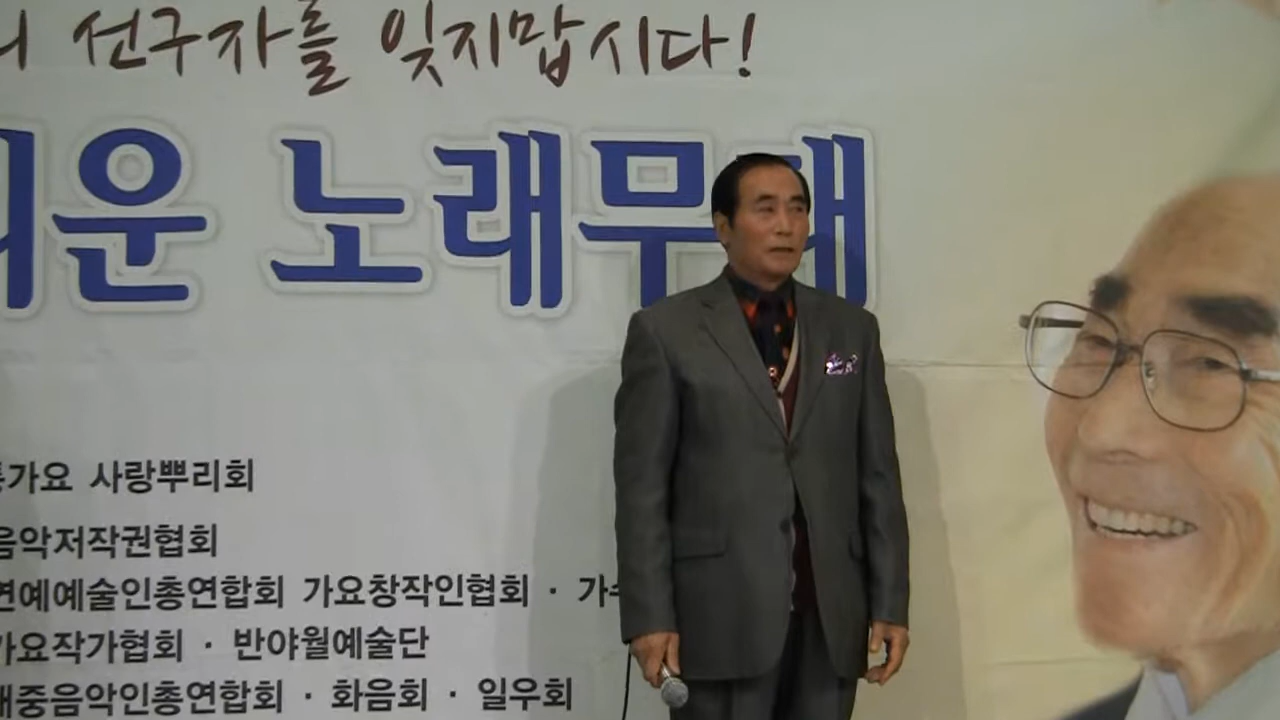 선구자를 잊지맙시다!
운 노래무대
가요 사랑뿌리회
음악저작권협회
연예예술인총연합회 가요창작인협회 · 가수
가요작가협회 · 반야월예술단
대중음악인총연합회 · 화음회 · 일우회